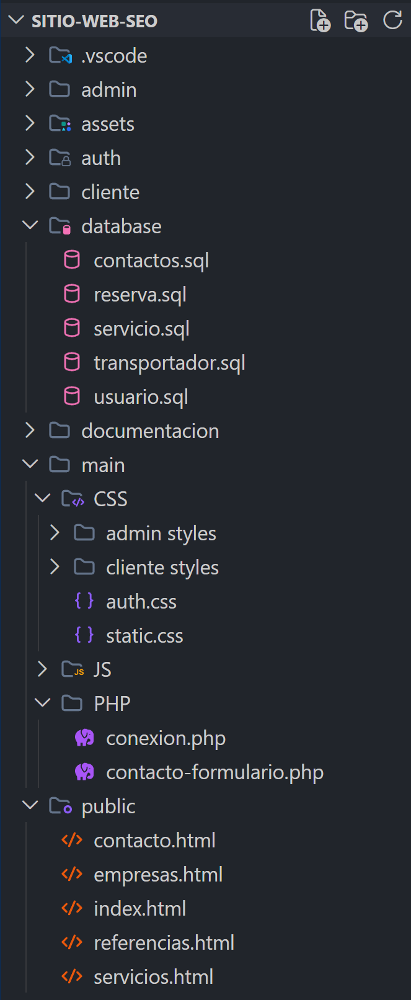 SITIO-WEB-SEO
.vscode
admin
assets
auth
cliente
database
contactos.sql
reserva.sql
servicio.sql
transportador.sql
usuario.sql
documentacion
main
CSS
admin styles
cliente styles
auth.css
static.css
JS
PHP
conexion.php
contacto-formulario.php
public
contacto.html
empresas.html
index.html
referencias.html
servicios.html